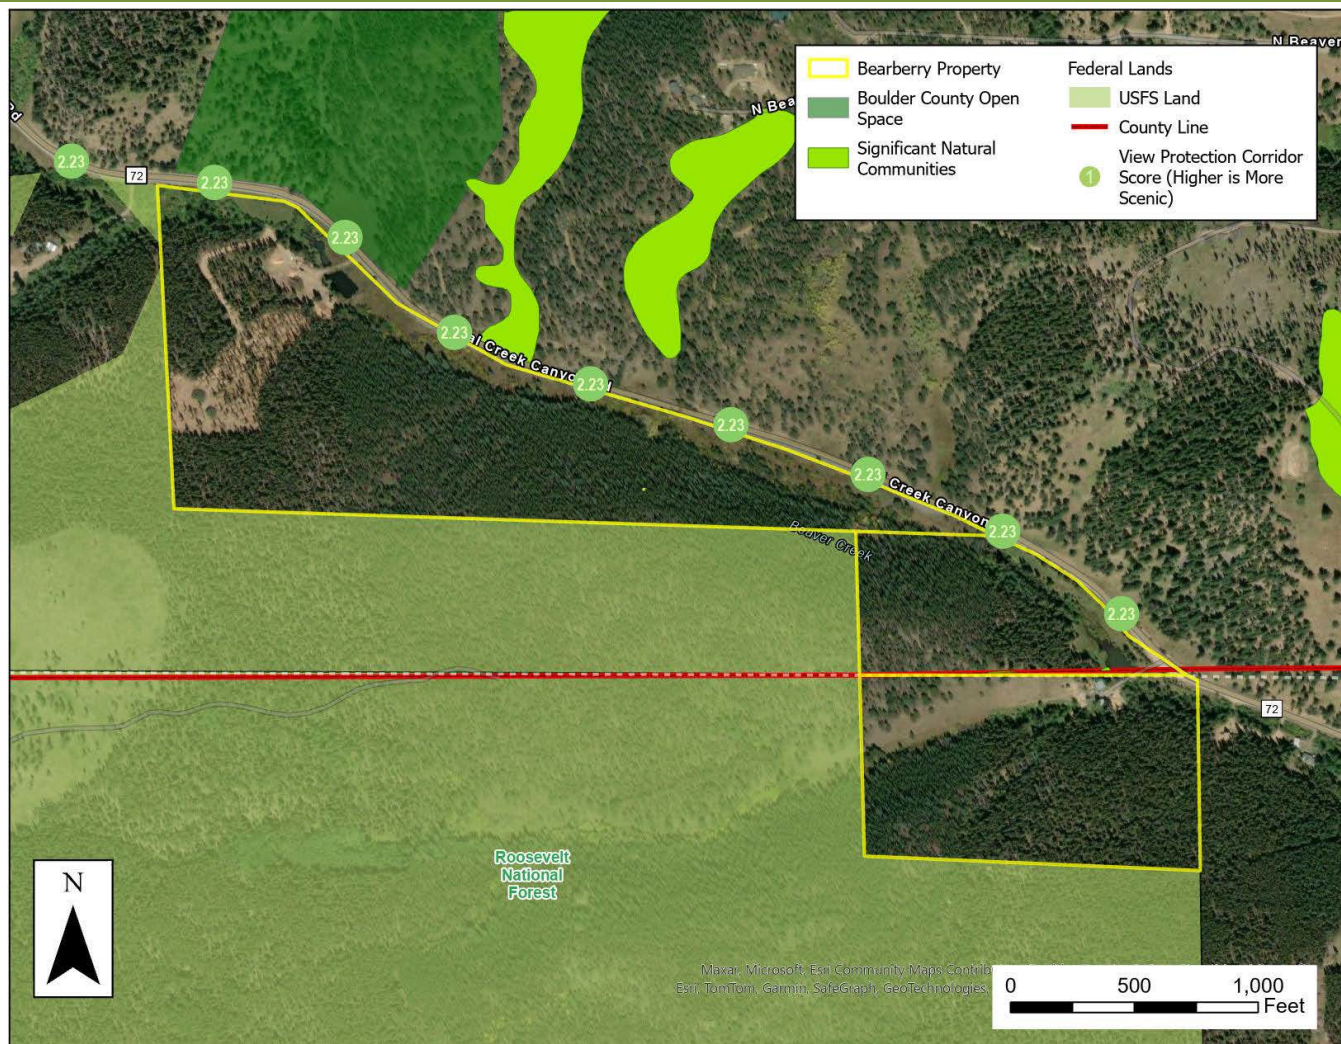 N Beaver
Bearberry Property
Boulder County Open
Space
Significant Natural
Communities
Federal Lands
USFS Land
County Line
1
View Protection Corridor
Score (Higher is More
Scenic)
N Bea
Rd
2.23
72
2.23
2.23
2.23
al Creek Canyo
2.23
2.23
2.23
Creek Canyon
2.23
Beaver Creek
2.23
72
Roosevelt
National
Forest
N
Maxar, Microsoft, Esri Community Maps Contrib
Esri, TomTom, Garmin, SafeGraph, GeoTechnologies,
0 500 1,000
Feet